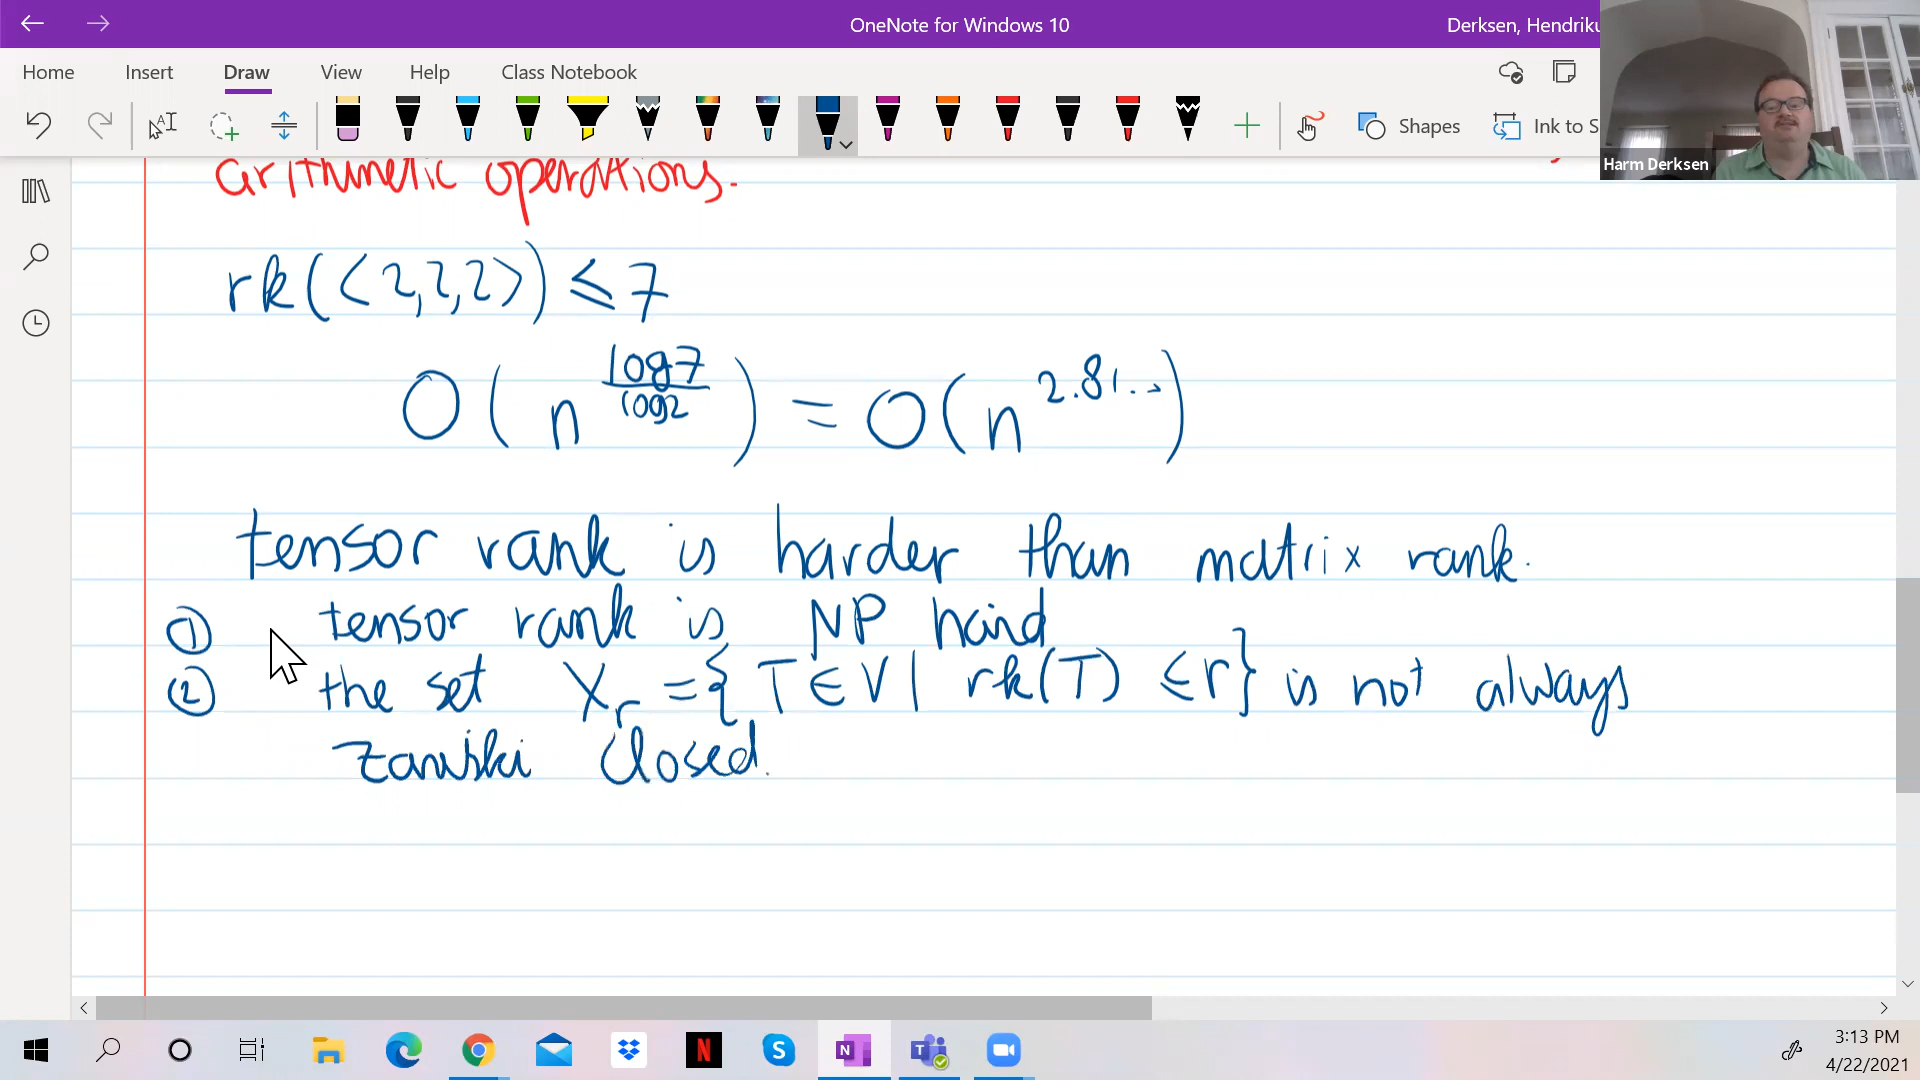 OneNote for Windows 10
Derksen, Hendriku
Home Insert Draw View Help Class Notebook
Shapes
Ink to S
Harm Derksen
arithmetic operations.
rk(<2,2,2>) ≤ 7
O(n^{log7/log2}) = O(n^{2.81..})
tensor rank is harder than matrix rank.
① tensor rank is NP hard
② the set X_r = { T ∈ V | rk(T) ≤ r } is not always
Zariski closed.
3:13 PM
4/22/2021